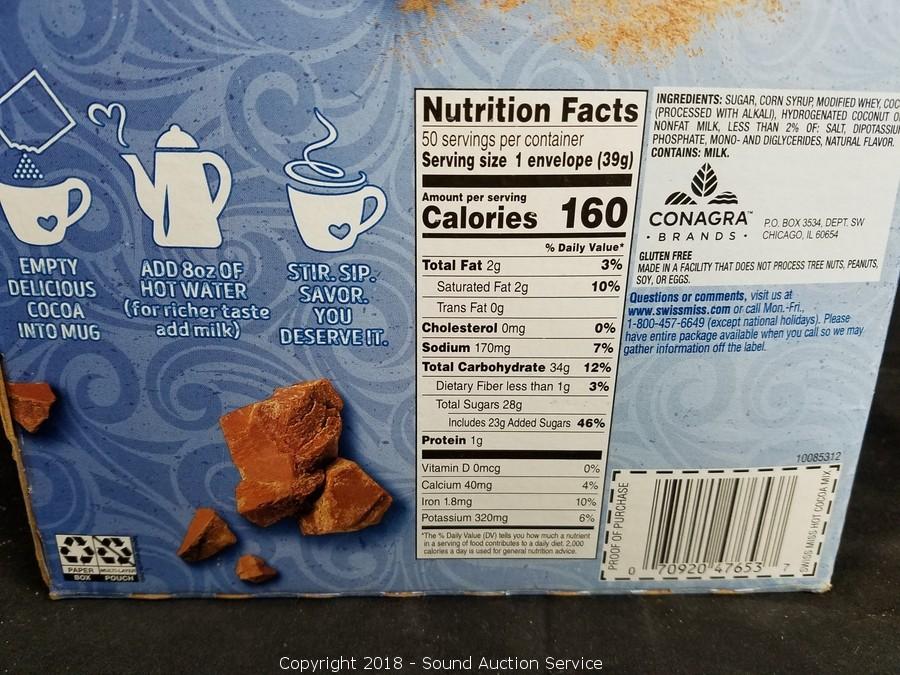 EMPTY
DELICIOUS
COCOA
INTO MUG
ADD 8oz OF
HOT WATER
(for richer taste
add milk)
STIR. SIP.
SAVOR.
YOU
DESERVE IT.
Nutrition Facts
50 servings per container
Serving size 1 envelope (39g)
Amount per serving
Calories 160
% Daily Value*
Total Fat 2g 3%
Saturated Fat 2g 10%
Trans Fat 0g
Cholesterol 0mg 0%
Sodium 170mg 7%
Total Carbohydrate 34g 12%
Dietary Fiber less than 1g 3%
Total Sugars 28g
Includes 23g Added Sugars 46%
Protein 1g
Vitamin D 0mcg 0%
Calcium 40mg 4%
Iron 1.8mg 10%
Potassium 320mg 6%
*The % Daily Value (DV) tells you how much a nutrient
in a serving of food contributes to a daily diet. 2,000
calories a day is used for general nutrition advice.
INGREDIENTS: SUGAR, CORN SYRUP, MODIFIED WHEY,
(PROCESSED WITH ALKALI), HYDROGENATED COCONUT
NONFAT MILK, LESS THAN 2% OF: SALT,
PHOSPHATE, MONO- AND DIGLYCERIDES, NATURAL FLAVOR.
CONTAINS: MILK.
CONAGRA™
• BRANDS •
P.O. BOX 3534, DEPT. SW
CHICAGO, IL 60654
GLUTEN FREE
MADE IN A FACILITY THAT DOES NOT PROCESS TREE NUTS, PEANUTS,
SOY, OR EGGS.
Questions or comments, visit us at
www.swissmiss.com or call Mon.-Fri.,
1-800-457-6649 (except national holidays). Please
have entire package available when you call so we may
gather information off the label.
10085312
PROOF OF PURCHASE
0 70920 47653 7
SWISS MISS HOT COCOA MIX
PAPER
BOX
MULTI-LAYER
POUCH
Copyright 2018 - Sound Auction Service